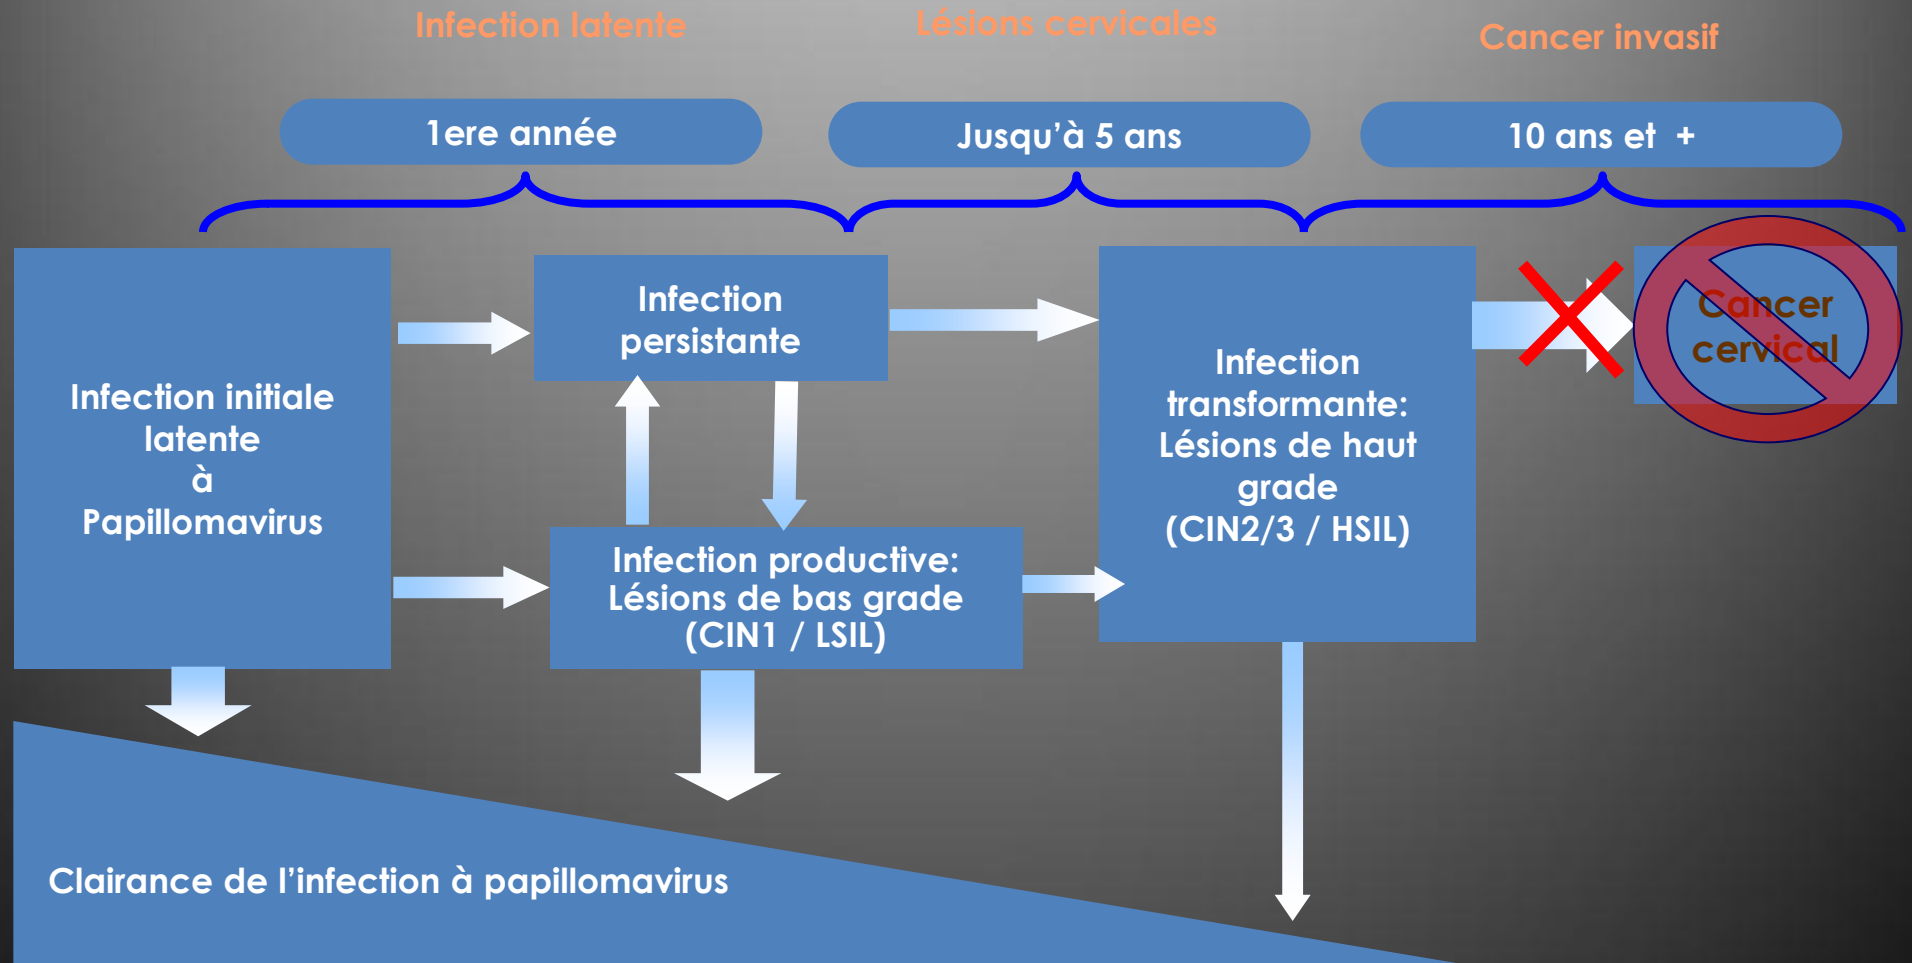 Infection latente
Lésions cervicales
Cancer invasif
1ere année
Jusqu’à 5 ans
10 ans et +
Infection initiale
latente
à
Papillomavirus
Infection
persistante
Infection productive:
Lésions de bas grade
(CIN1 / LSIL)
Infection
transformante:
Lésions de haut
grade
(CIN2/3 / HSIL)
Cancer
cervical
Clairance de l’infection à papillomavirus